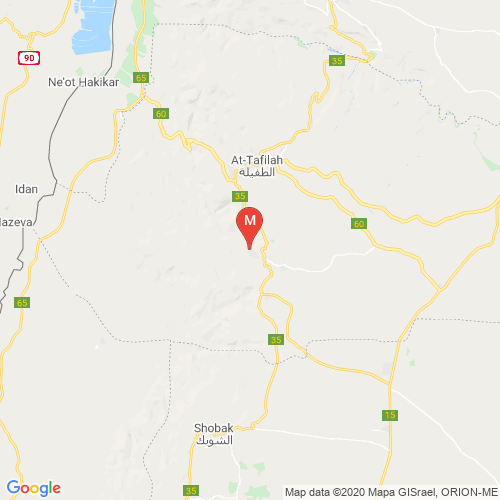 90
35
65
Ne'ot Hakikar
60
At-Tafilah
الطفيلة
Idan
35
M
Hazeva
60
65
35
15
Shobak
الشوبك
35
Google
Map data ©2020 Mapa GISrael, ORION-ME